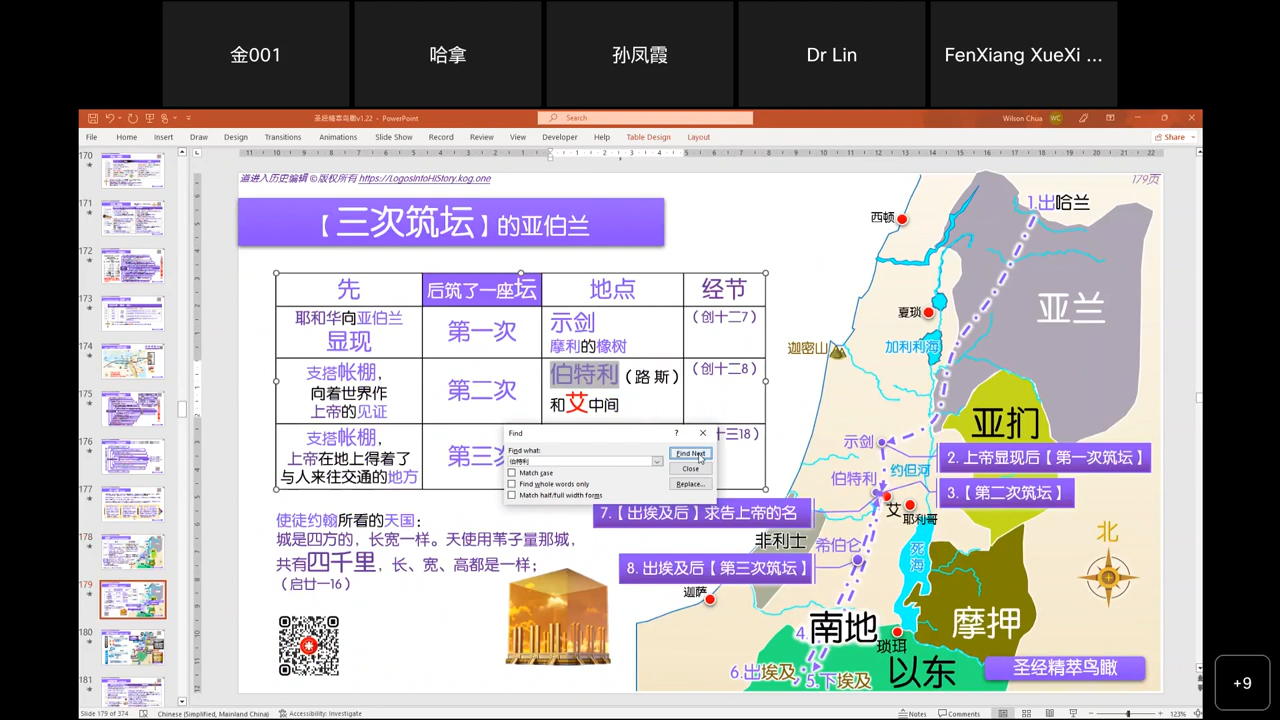 金001
哈拿
孙凤霞
Dr Lin
FenXiang XueXi ...
圣经精萃鸟瞰v1.22 - PowerPoint
Search
Wilson Chua
WC
File Home Insert Draw Design Transitions Animations Slide Show Record Review View Developer Help Table Design Layout
Share
170
171
172
173
174
175
176
177
178
179
180
181
道进入历史编辑 ©版权所有 https://LogosIntoHiStory.kog.one
179页
【三次筑坛】的亚伯兰
先
后筑了一座坛
地点
经节
耶和华向亚伯兰
显现
第一次
示剑
摩利的橡树
（创十二7）
支搭帐棚，
向着世界作
上帝的见证
第二次
伯特利（路斯）
和艾中间
（创十二8）
支搭帐棚，
上帝在地上得着了
与人来往交通的地方
第三
十三18）
Find
?
Find what:
伯特利
Match case
Find whole words only
Match half/full width forms
Find Next
Close
Replace...
使徒约翰所看的天国：
城是四方的，长宽一样。天使用苇子量那城，
共有四千里，长、宽、高都是一样；
（启廿一16）
1.出哈兰
西顿
亚兰
夏琐
迦密山
加利利海
亚扪
示剑
2. 上帝显现后【第一次筑坛】
伯特利
约但河
3.【第二次筑坛】
艾
耶利哥
7.【出埃及后】求告上帝的名
非利士
希伯仑
死海
北
8. 出埃及后【第三次筑坛】
迦萨
摩押
4.
南地
琐珥
6.出埃及
5.下埃及
以东
圣经精萃鸟瞰
Slide 179 of 374
Chinese (Simplified, Mainland China)
Accessibility: Investigate
Notes
Comments
123%
+9